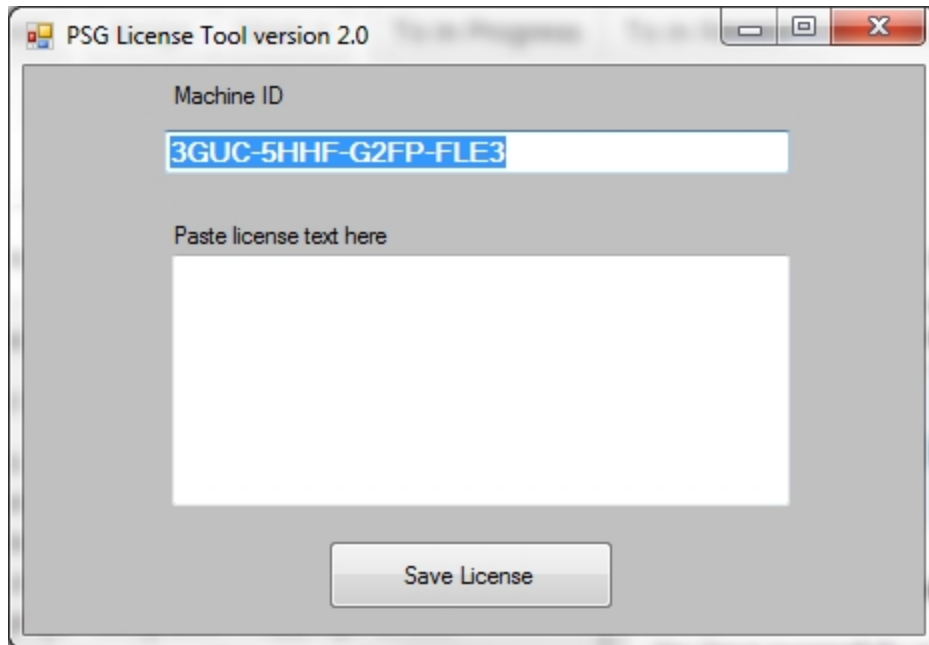 PSG License Tool version 2.0
Machine ID
3GUC-5HHF-G2FP-FLE3
Paste license text here
Save License